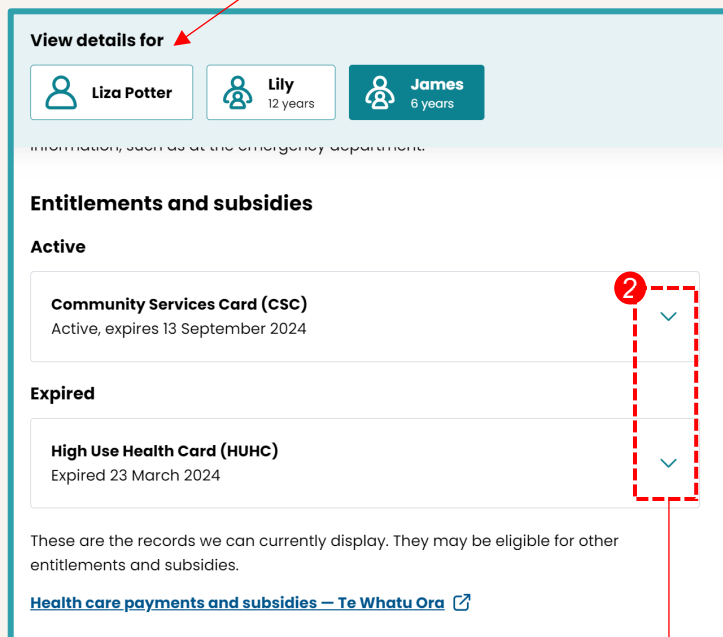 View details for
Liza Potter
Lily
12 years
James
6 years
information, such as at the emergency department.
Entitlements and subsidies
Active
2
Community Services Card (CSC)
Active, expires 13 September 2024
Expired
High Use Health Card (HUHC)
Expired 23 March 2024
These are the records we can currently display. They may be eligible for other
entitlements and subsidies.
Health care payments and subsidies — Te Whatu Ora